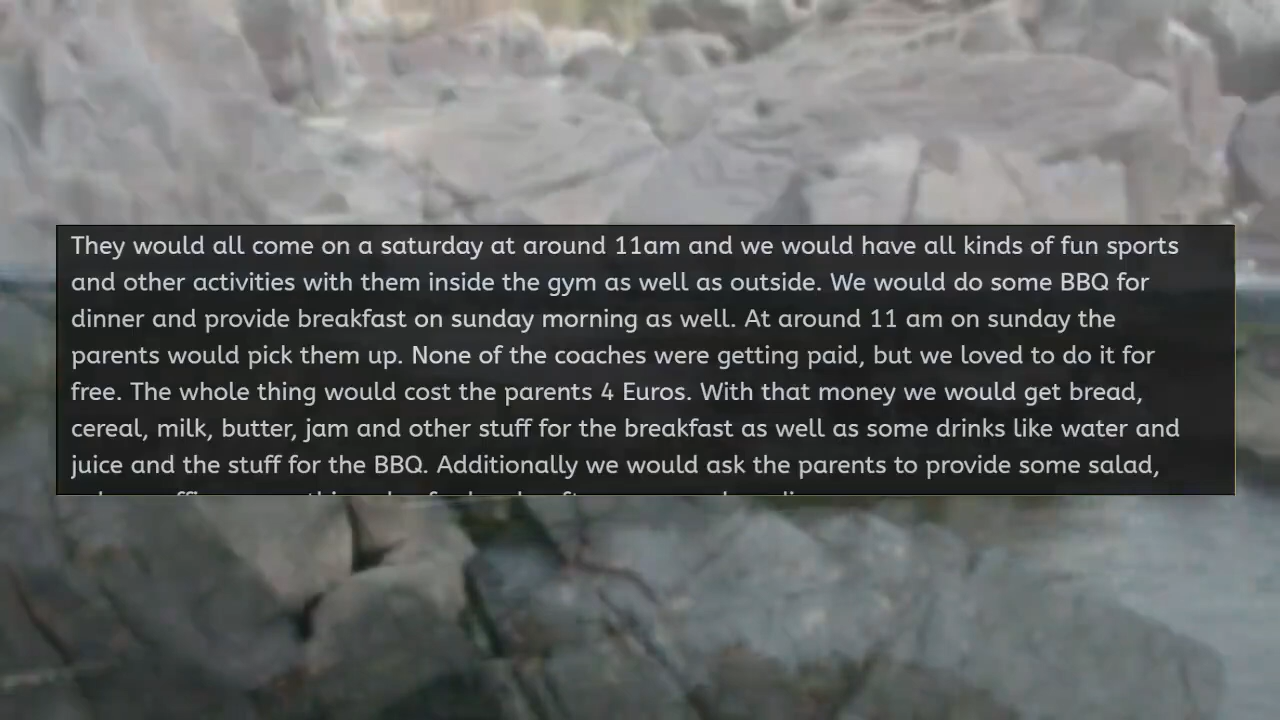 They would all come on a saturday at around 11am and we would have all kinds of fun sports
and other activities with them inside the gym as well as outside. We would do some BBQ for
dinner and provide breakfast on sunday morning as well. At around 11 am on sunday the
parents would pick them up. None of the coaches were getting paid, but we loved to do it for
free. The whole thing would cost the parents 4 Euros. With that money we would get bread,
cereal, milk, butter, jam and other stuff for the breakfast as well as some drinks like water and
juice and the stuff for the BBQ. Additionally we would ask the parents to provide some salad,